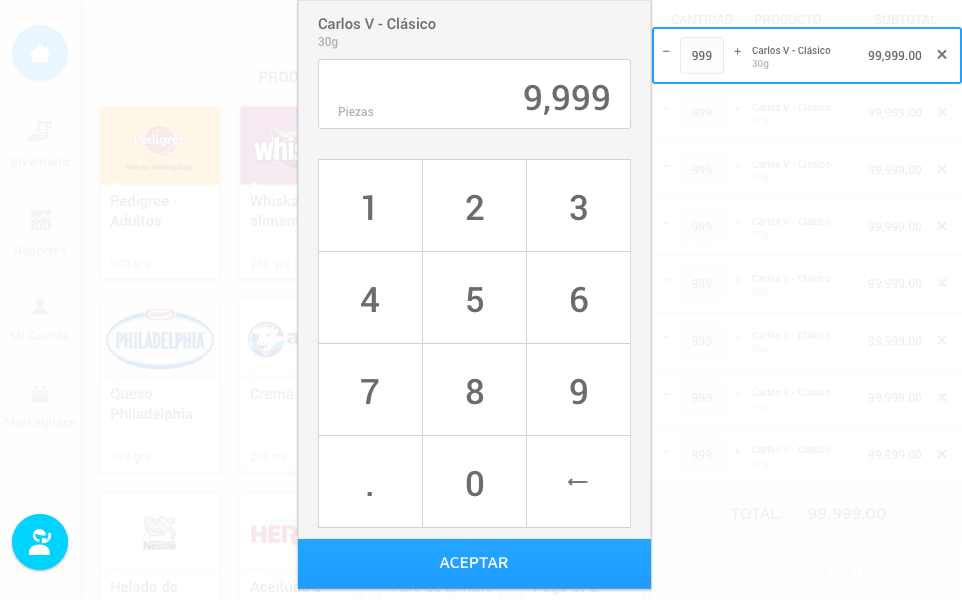 Carlos V - Clásico
30g
Piezas
9,999
1 2 3
4 5 6
7 8 9
. 0 ←
ACEPTAR
CANTIDAD PRODUCTO SUBTOTAL
− 999 + Carlos V - Clásico 99,999.00 ×
30g
− 999 + Carlos V - Clásico 99,999.00 ×
30g
− 999 + Carlos V - Clásico 99,999.00 ×
30g
− 999 + Carlos V - Clásico 99,999.00 ×
30g
− 999 + Carlos V - Clásico 99,999.00 ×
30g
− 999 + Carlos V - Clásico 99,999.00 ×
30g
− 999 + Carlos V - Clásico 99,999.00 ×
30g
− 999 + Carlos V - Clásico 99,999.00 ×
30g
TOTAL: 99,999.00
REALIZAR VENTA
Inventario
Reportes
Mi Cuenta
Marketplace
Pedigree
Pedigree -
Adultos
500 grs
KRAFT
PHILADELPHIA
Queso
Philadelphia
249 grs
Crema
200 ml
250 grs
Nestlé
Helado de